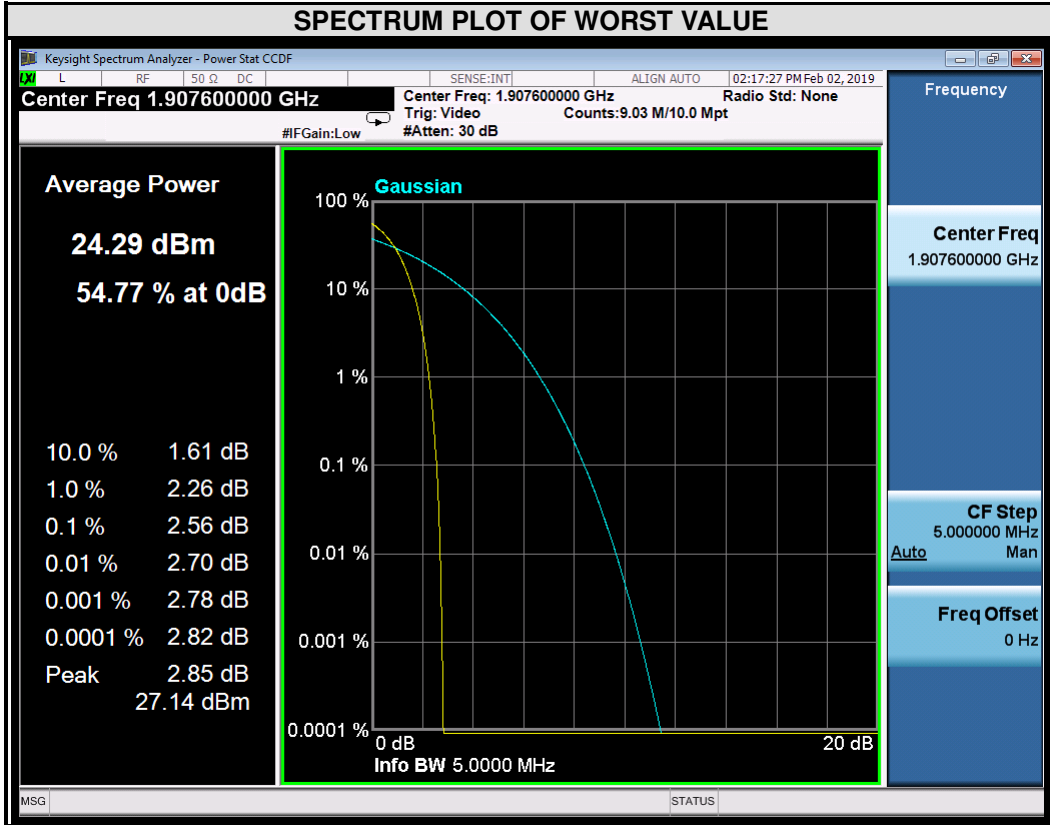 SPECTRUM PLOT OF WORST VALUE
Keysight Spectrum Analyzer - Power Stat CCDF
LXI L RF 50 Ω DC SENSE:INT ALIGN AUTO 02:17:27 PM Feb 02, 2019
Center Freq 1.907600000 GHz
#IFGain:Low
Center Freq: 1.907600000 GHz Radio Std: None
Trig: Video Counts:9.03 M/10.0 Mpt
#Atten: 30 dB
Average Power
24.29 dBm
54.77 % at 0dB
10.0 % 1.61 dB
1.0 % 2.26 dB
0.1 % 2.56 dB
0.01 % 2.70 dB
0.001 % 2.78 dB
0.0001 % 2.82 dB
Peak 2.85 dB
27.14 dBm
Gaussian
100 %
10 %
1 %
0.1 %
0.01 %
0.001 %
0.0001 %
0 dB 20 dB
Info BW 5.0000 MHz
Frequency
Center Freq
1.907600000 GHz
CF Step
5.000000 MHz
Auto Man
Freq Offset
0 Hz
MSG STATUS